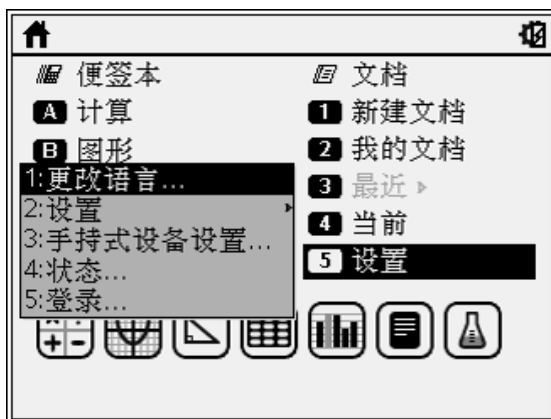 便签本
A 计算
B 图形
文档
1 新建文档
2 我的文档
3 最近
4 当前
5 设置
1:更改语言...
2:设置
3:手持式设备设置...
4:状态...
5:登录...